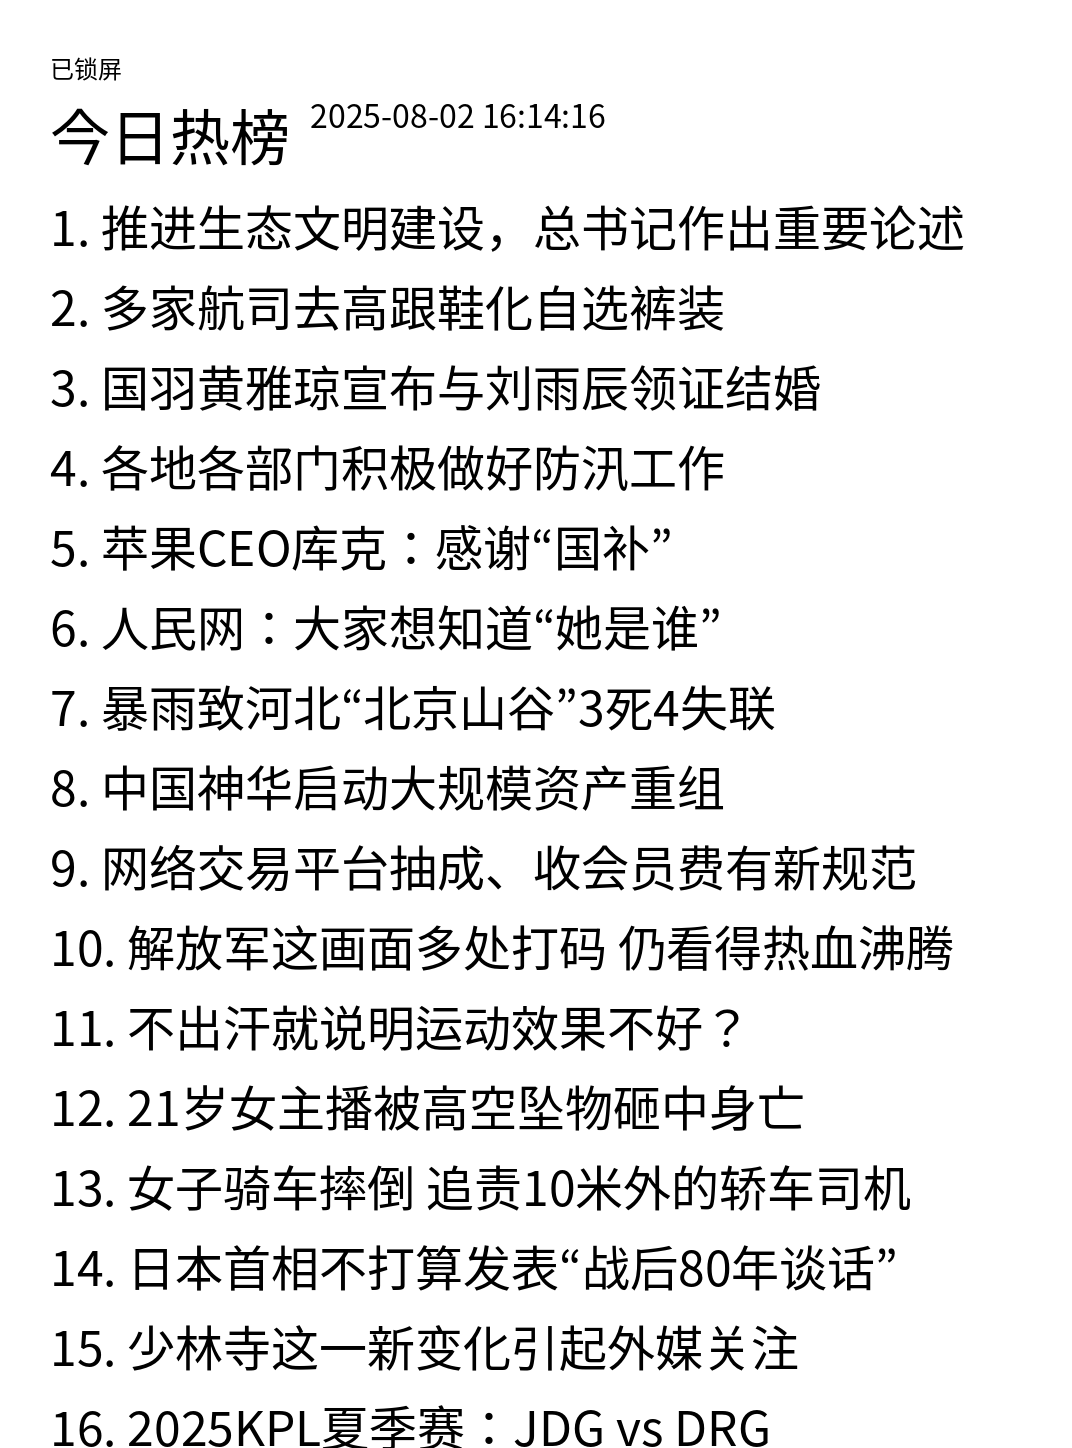 已锁屏
今日热榜 2025-08-02 16:14:16
1. 推进生态文明建设，总书记作出重要论述
2. 多家航司去高跟鞋化自选裤装
3. 国羽黄雅琼宣布与刘雨辰领证结婚
4. 各地各部门积极做好防汛工作
5. 苹果CEO库克：感谢“国补”
6. 人民网：大家想知道“她是谁”
7. 暴雨致河北“北京山谷”3死4失联
8. 中国神华启动大规模资产重组
9. 网络交易平台抽成、收会员费有新规范
10. 解放军这画面多处打码 仍看得热血沸腾
11. 不出汗就说明运动效果不好？
12. 21岁女主播被高空坠物砸中身亡
13. 女子骑车摔倒 追责10米外的轿车司机
14. 日本首相不打算发表“战后80年谈话”
15. 少林寺这一新变化引起外媒关注
16. 2025KPL夏季赛：JDG vs DRG